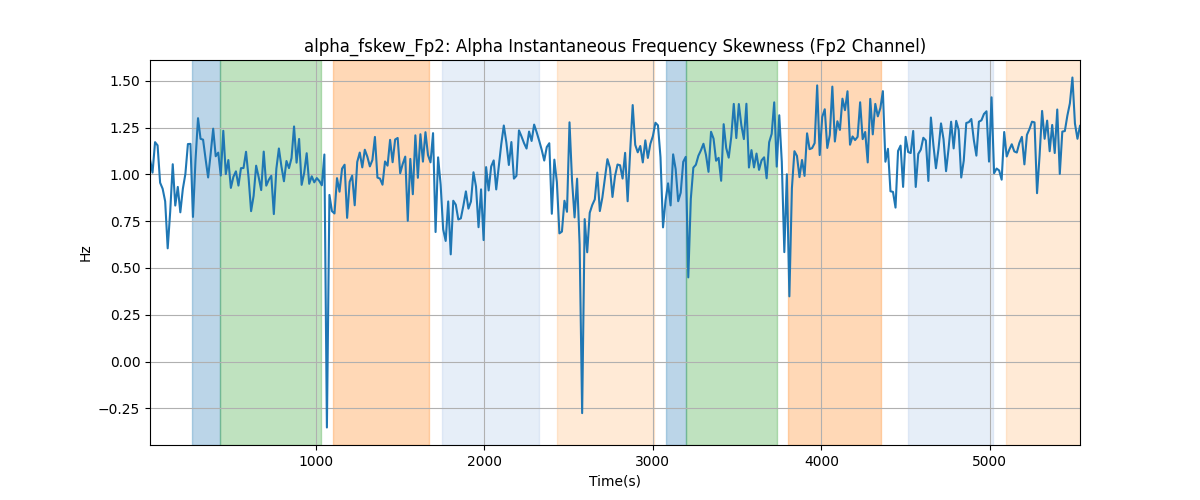 alpha_fskew_Fp2: Alpha Instantaneous Frequency Skewness (Fp2 Channel)
1.50
1.25
1.00
0.75
0.50
0.25
0.00
−0.25
Hz
1000 2000 3000 4000 5000
Time(s)